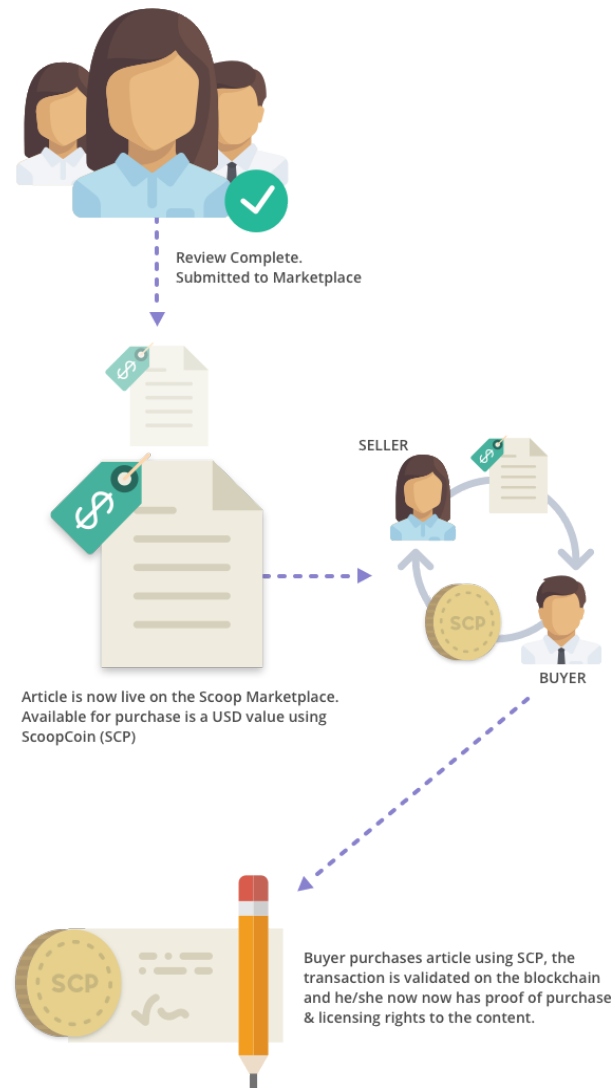 Review Complete.
Submitted to Marketplace
$
$
SELLER
$
SCP
BUYER
Article is now live on the Scoop Marketplace.
Available for purchase is a USD value using
ScoopCoin (SCP)
SCP
Buyer purchases article using SCP, the
transaction is validated on the blockchain
and he/she now now has proof of purchase
& licensing rights to the content.